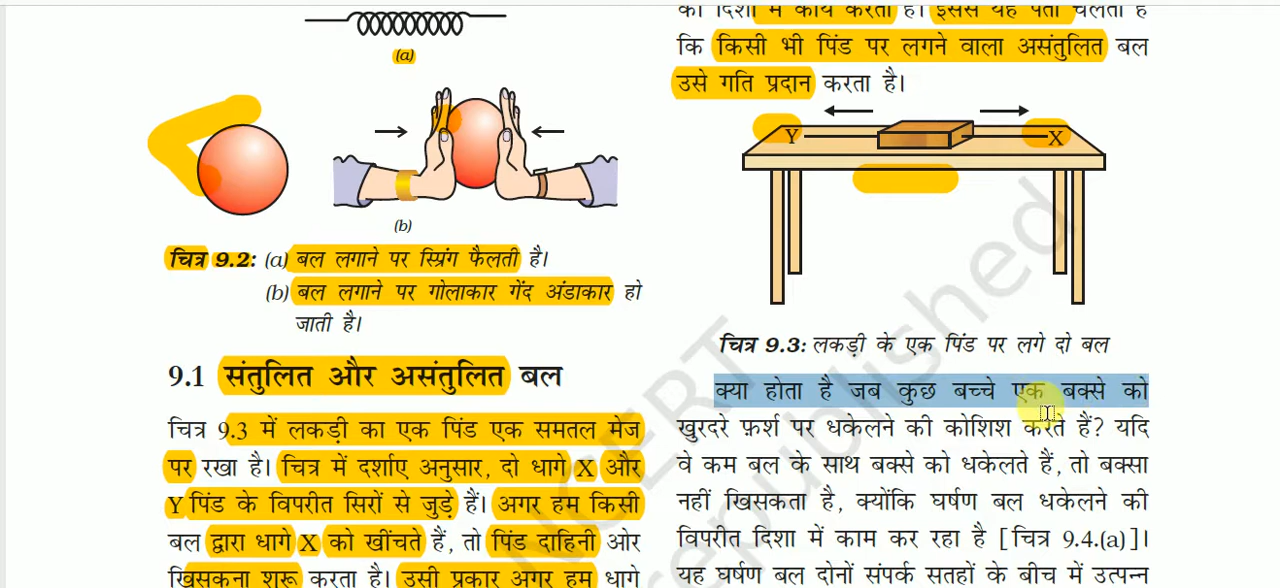 (a)
(b)
चित्र 9.2: (a) बल लगाने पर स्प्रिंग फैलती है।
(b) बल लगाने पर गोलाकार गेंद अंडाकार हो
जाती है।
9.1 संतुलित और असंतुलित बल
चित्र 9.3 में लकड़ी का एक पिंड एक समतल मेज
पर रखा है। चित्र में दर्शाए अनुसार, दो धागे X और
Y पिंड के विपरीत सिरों से जुड़े हैं। अगर हम किसी
बल द्वारा धागे X को खींचते हैं, तो पिंड दाहिनी ओर
खिसकना शुरू करता है। उसी प्रकार अगर हम धागे
की दिशा में कार्य करता है। इससे यह पता चलता है
कि किसी भी पिंड पर लगने वाला असंतुलित बल
उसे गति प्रदान करता है।
Y X
चित्र 9.3: लकड़ी के एक पिंड पर लगे दो बल
क्या होता है जब कुछ बच्चे एक बक्से को
खुरदरे फ़र्श पर धकेलने की कोशिश करते हैं? यदि
वे कम बल के साथ बक्से को धकेलते हैं, तो बक्सा
नहीं खिसकता है, क्योंकि घर्षण बल धकेलने की
विपरीत दिशा में काम कर रहा है [चित्र 9.4.(a)]।
यह घर्षण बल दोनों संपर्क सतहों के बीच में उत्पन्न
NCERT
republished